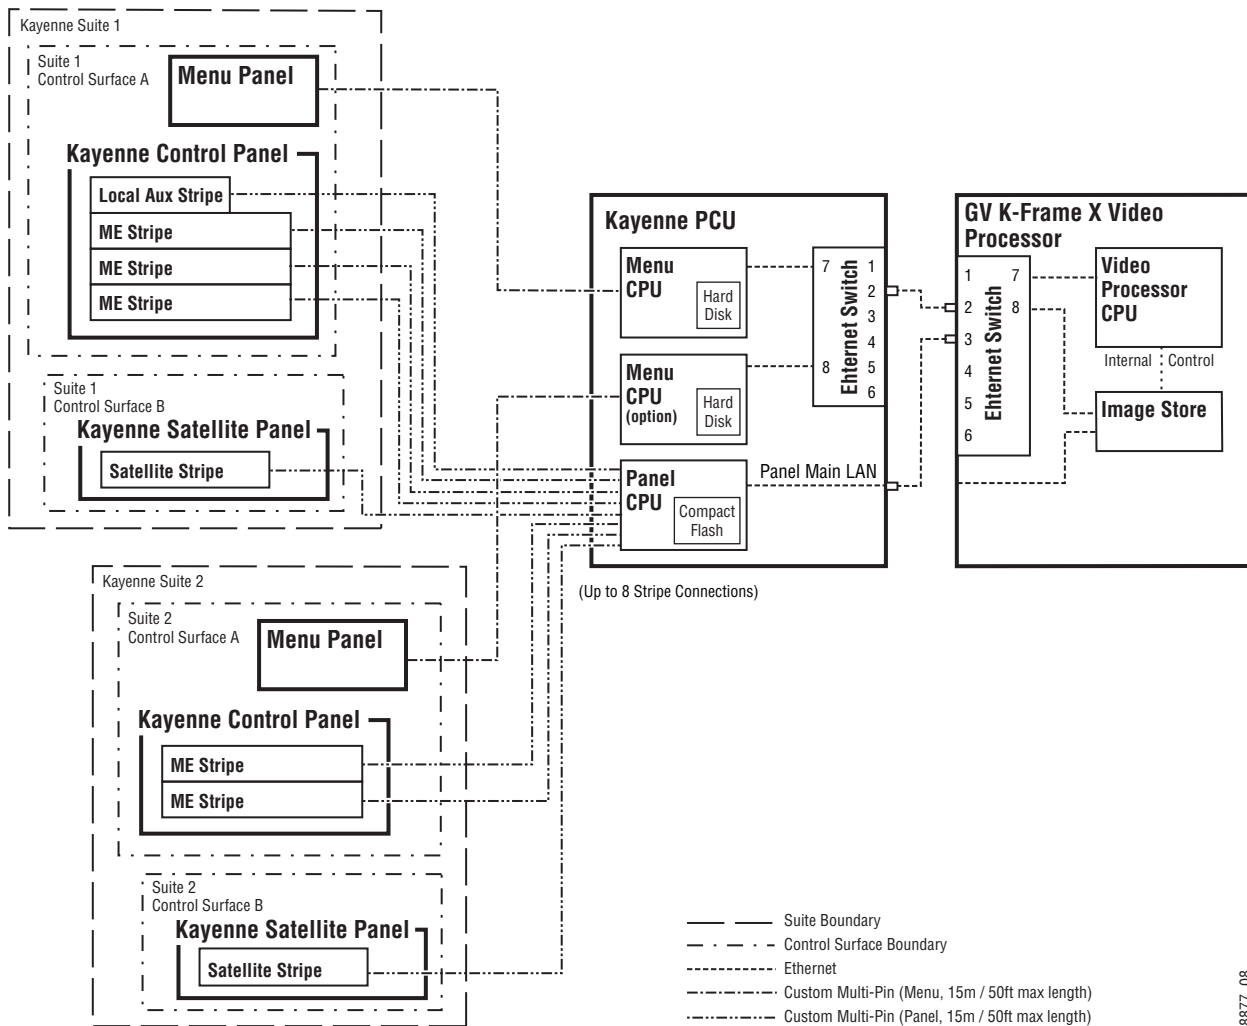 Kayenne Suite 1
Suite 1
Control Surface A
Menu Panel
Kayenne Control Panel
Local Aux Stripe
ME Stripe
ME Stripe
ME Stripe
Suite 1
Control Surface B
Kayenne Satellite Panel
Satellite Stripe
Kayenne PCU
Menu
CPU
Hard
Disk
7
8
Ehternet Switch
1
2
3
4
5
6
Menu
CPU
(option)
Hard
Disk
Panel
CPU
Compact
Flash
Panel Main LAN
(Up to 8 Stripe Connections)
GV K-Frame X Video
Processor
1
2
3
4
5
6
Ehternet Switch
7
8
Video
Processor
CPU
Internal Control
Image Store
Kayenne Suite 2
Suite 2
Control Surface A
Menu Panel
Kayenne Control Panel
ME Stripe
ME Stripe
Suite 2
Control Surface B
Kayenne Satellite Panel
Satellite Stripe
Suite Boundary
Control Surface Boundary
Ethernet
Custom Multi-Pin (Menu, 15m / 50ft max length)
Custom Multi-Pin (Panel, 15m / 50ft max length)
8877_08